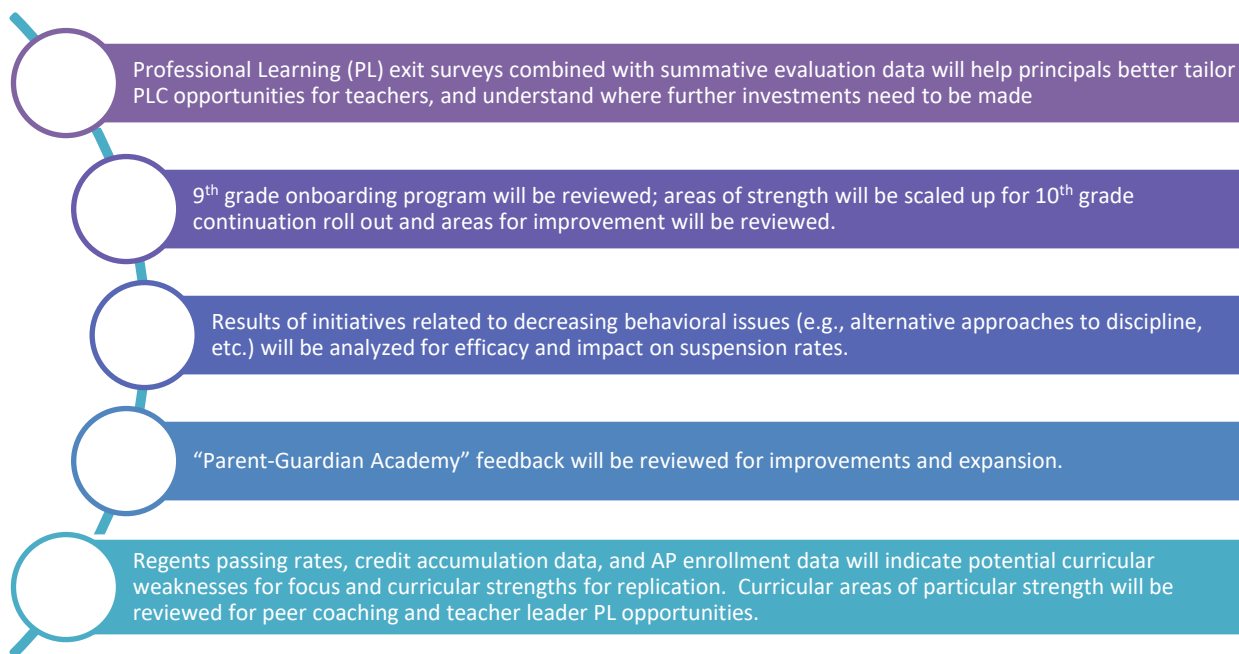 Professional Learning (PL) exit surveys combined with summative evaluation data will help principals better tailor
PLC opportunities for teachers, and understand where further investments need to be made
9th grade onboarding program will be reviewed; areas of strength will be scaled up for 10th grade
continuation roll out and areas for improvement will be reviewed.
Results of initiatives related to decreasing behavioral issues (e.g., alternative approaches to discipline,
etc.) will be analyzed for efficacy and impact on suspension rates.
“Parent-Guardian Academy” feedback will be reviewed for improvements and expansion.
Regents passing rates, credit accumulation data, and AP enrollment data will indicate potential curricular
weaknesses for focus and curricular strengths for replication.  Curricular areas of particular strength will be
reviewed for peer coaching and teacher leader PL opportunities.